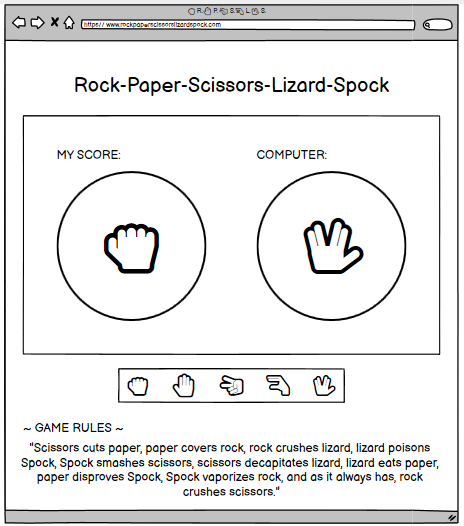 R. P. S. L. S.
https:// www.rockpaperscissorslizardspock.com
Rock-Paper-Scissors-Lizard-Spock
MY SCORE:
COMPUTER:
~ GAME RULES ~
"Scissors cuts paper, paper covers rock, rock crushes lizard, lizard poisons
Spock, Spock smashes scissors, scissors decapitates lizard, lizard eats paper,
paper disproves Spock, Spock vaporizes rock, and as it always has, rock
crushes scissors."